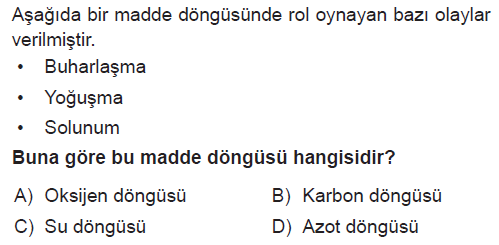 Aşağıda bir madde döngüsünde rol oynayan bazı olaylar
verilmiştir.
• Buharlaşma
• Yoğuşma
• Solunum
Buna göre bu madde döngüsü hangisidir?
A) Oksijen döngüsü B) Karbon döngüsü
C) Su döngüsü D) Azot döngüsü